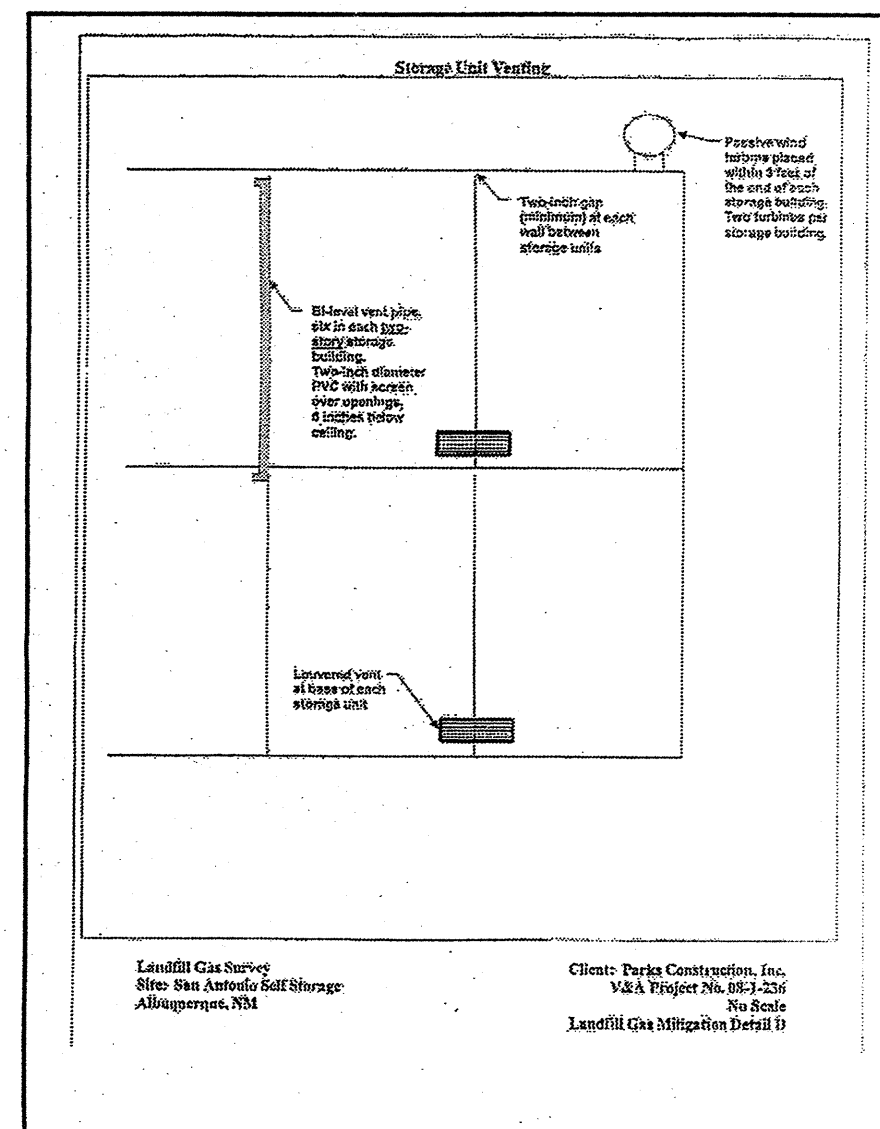 Storage Unit Venting
Passive wind
turbine placed
within 3 feet of
the end of each
storage building.
Two turbines per
storage building.
Two-inch gap
(minimum) at each
wall between
storage units
Bi-level vent pipe,
six in each two-
story storage
building.
Two-inch diameter
PVC with screen
over openings,
6 inches below
ceiling.
Louvered vent
at base of each
storage unit
Landfill Gas Survey
Site: San Antonio Self Storage
Albuquerque, NM
Client: Parks Construction, Inc.
V&A Project No. 08-1-236
No Scale
Landfill Gas Mitigation Detail D